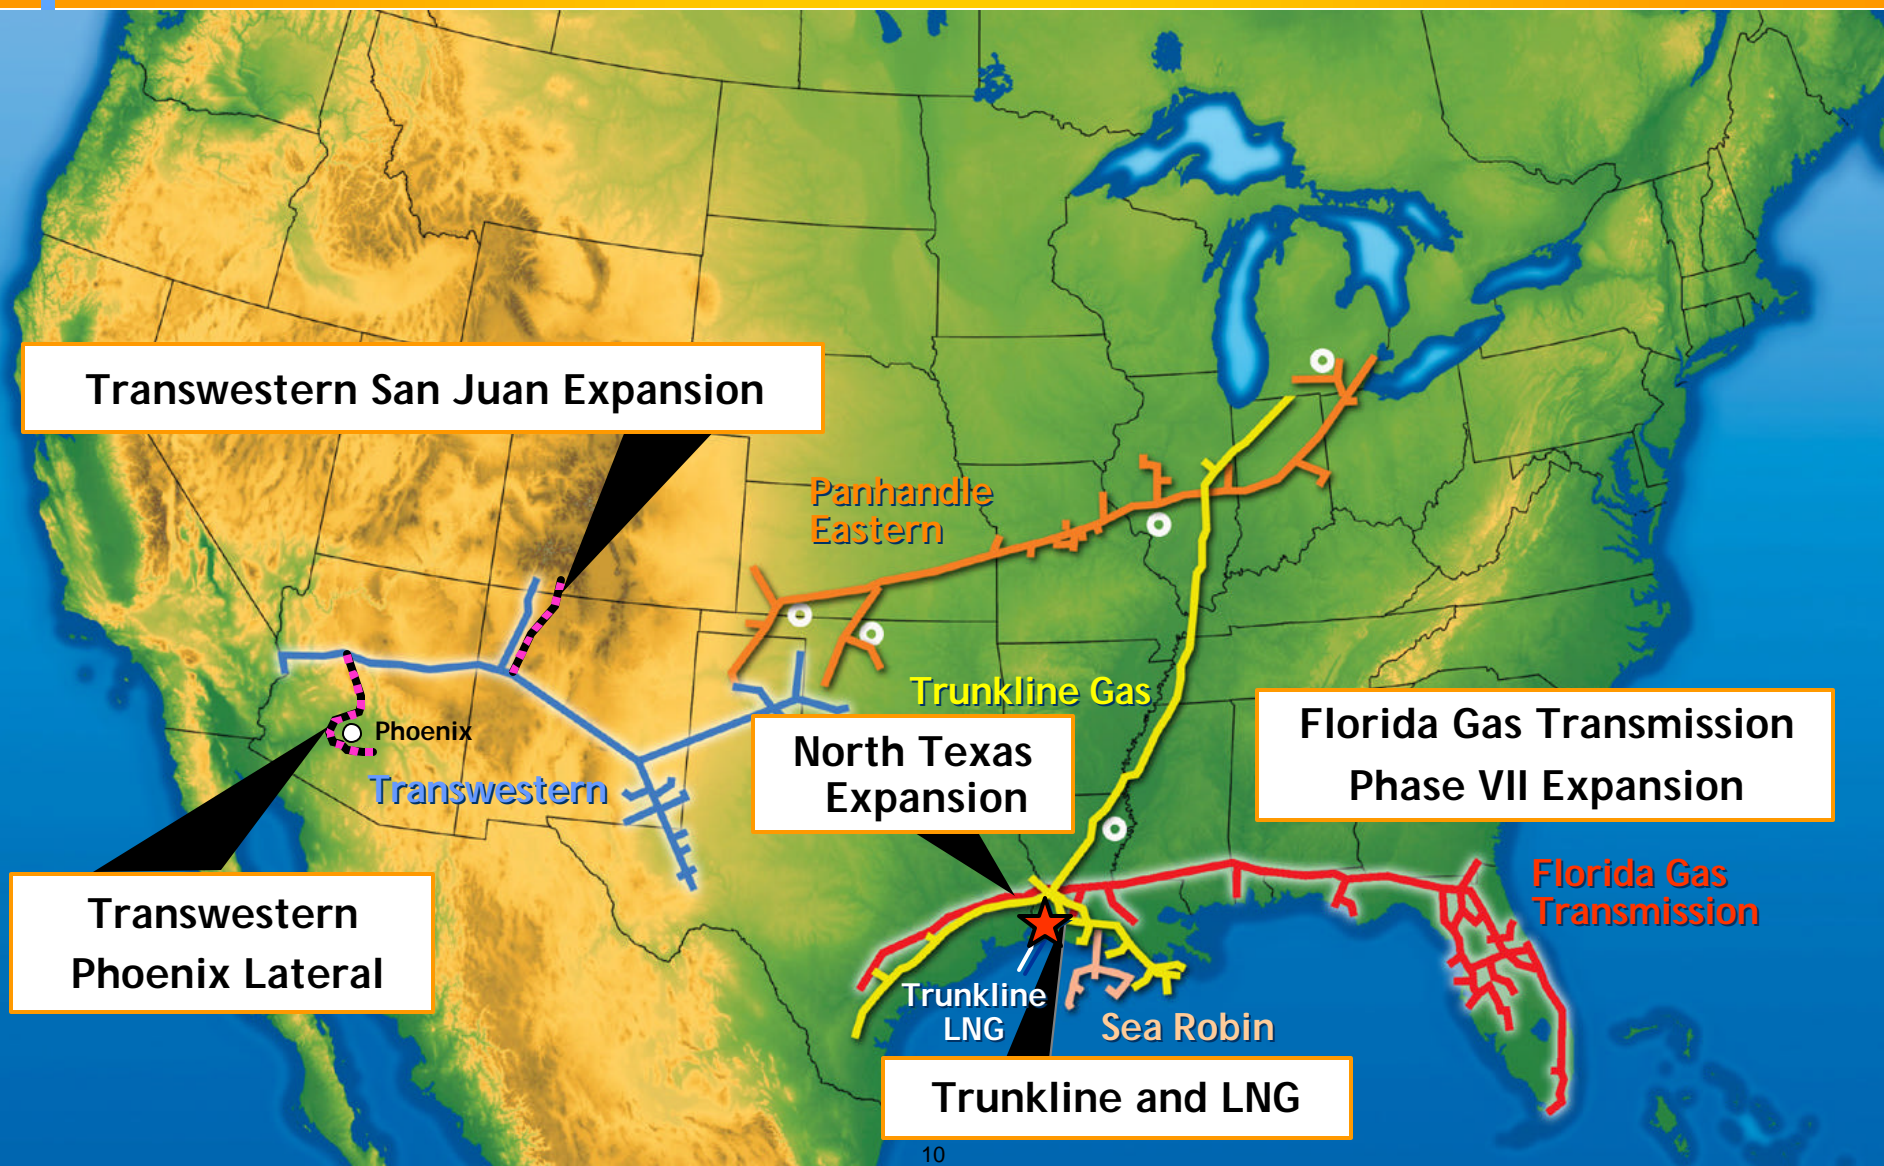 Transwestern San Juan Expansion
Panhandle
Eastern
Trunkline Gas
Florida Gas Transmission
Phase VII Expansion
Phoenix
North Texas
Expansion
Transwestern
Florida Gas
Transmission
Transwestern
Phoenix Lateral
Trunkline
LNG
Sea Robin
Trunkline and LNG
10